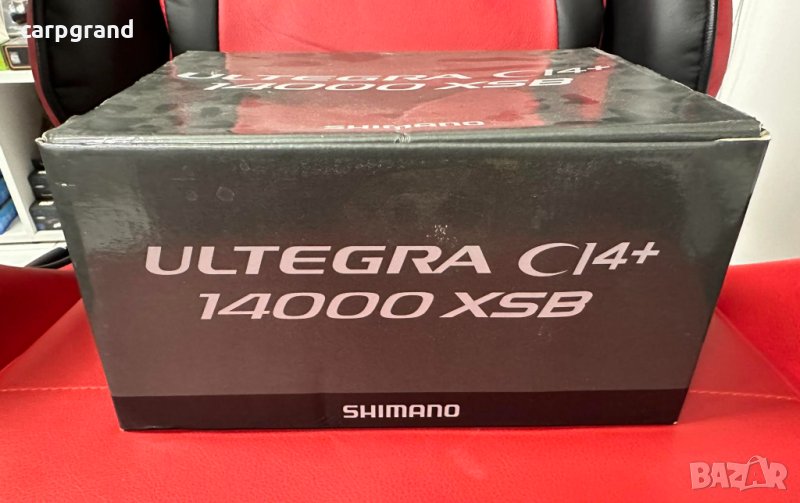 carpgrand
ULTEGRA CI4+
14000 XSB
SHIMANO
ULTEGRA CI4+
14000 XSB
SHIMANO
BAZAR